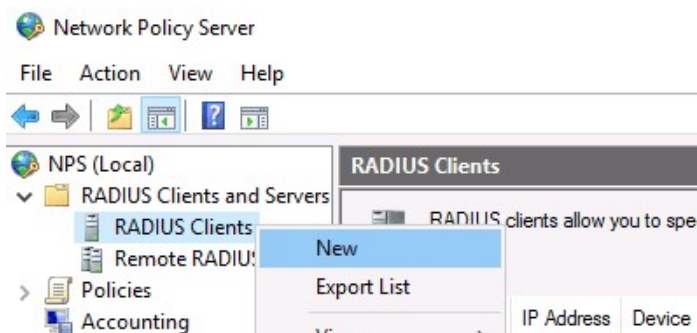 Network Policy Server
File Action View Help
NPS (Local)
RADIUS Clients
RADIUS Clients and Servers
RADIUS Clients
RADIUS clients allow you to spe
New
Remote RADIUS
Export List
Policies
IP Address Device
Accounting